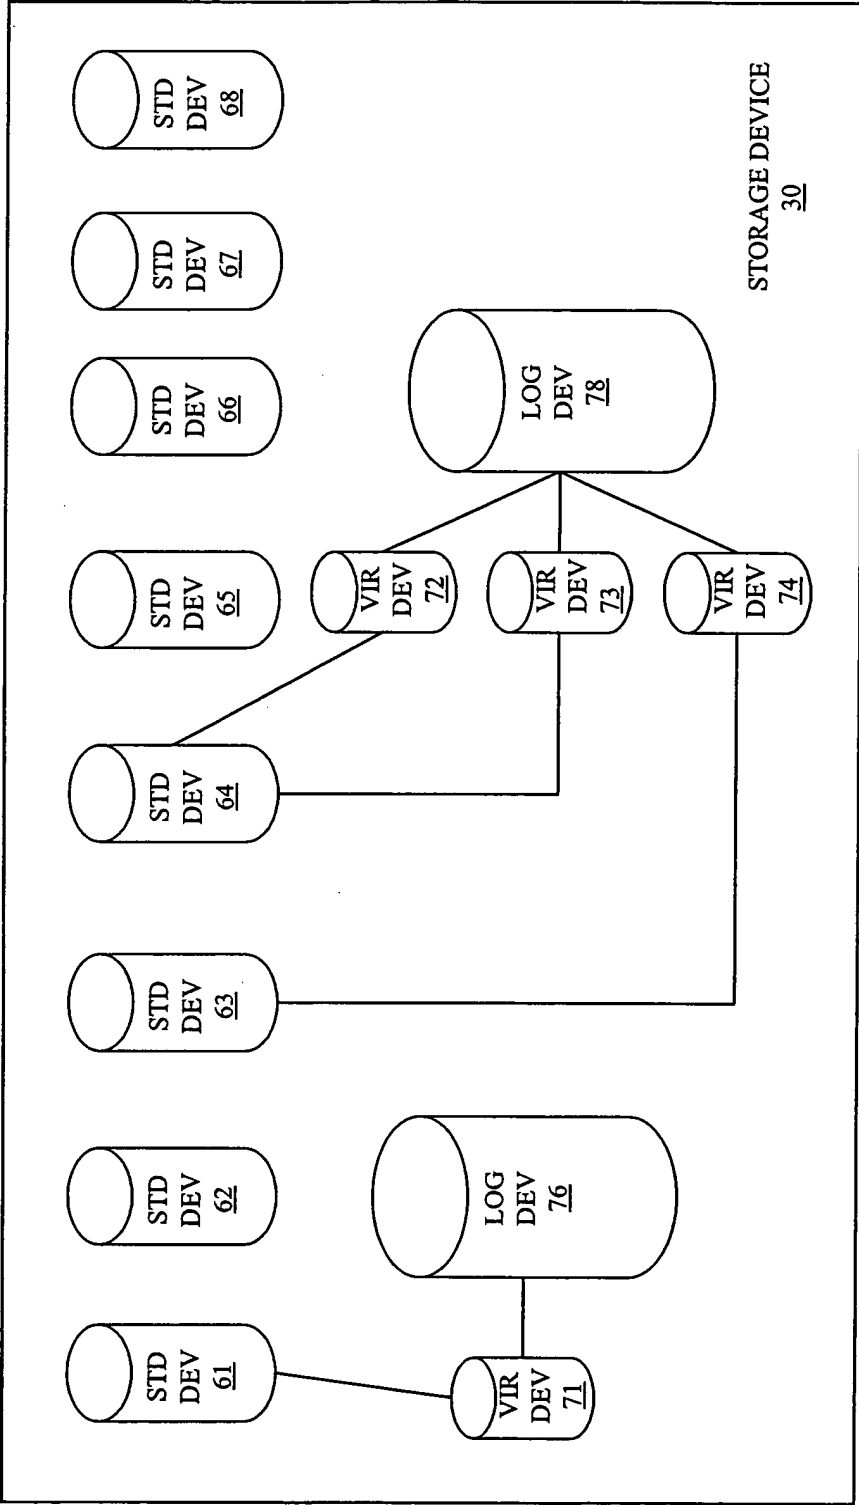 STD
DEV
61
STD
DEV
62
STD
DEV
63
STD
DEV
64
STD
DEV
65
STD
DEV
66
STD
DEV
67
STD
DEV
68
VIR
DEV
71
LOG
DEV
76
VIR
DEV
72
VIR
DEV
73
VIR
DEV
74
LOG
DEV
78
STORAGE DEVICE
30